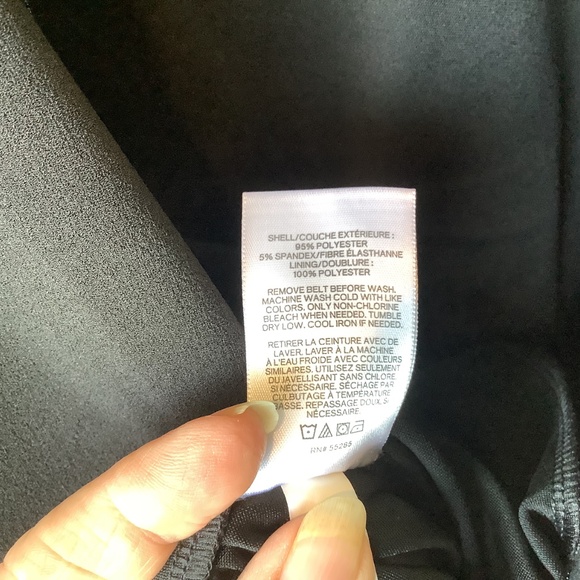 SHELL/COUCHE EXTÉRIEURE :
95% POLYESTER
5% SPANDEX/FIBRE ÉLASTHANNE
LINING/DOUBLURE :
100% POLYESTER
REMOVE BELT BEFORE WASH.
MACHINE WASH COLD WITH LIKE
COLORS. ONLY NON-CHLORINE
BLEACH WHEN NEEDED. TUMBLE
DRY LOW. COOL IRON IF NEEDED.
RETIRER LA CEINTURE AVEC DE
LAVER. LAVER À LA MACHINE
À L'EAU FROIDE AVEC COULEURS
SIMILAIRES. UTILISEZ SEULEMENT
DU JAVELLISANT SANS CHLORE
SI NÉCESSAIRE. SÉCHAGE PAR
CULBUTAGE À TEMPÉRATURE
BASSE. REPASSAGE DOUX, SI
NÉCESSAIRE.
RN# 55285